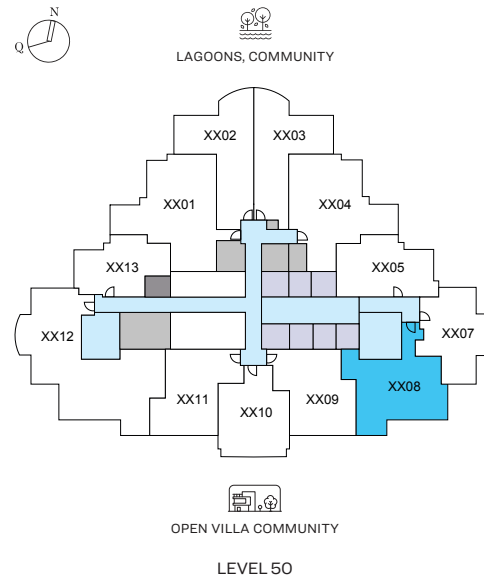 N
Q
LAGOONS, COMMUNITY
XX02 XX03
XX01 XX04
XX13 XX05
XX12 XX07
XX08
XX11 XX10 XX09
OPEN VILLA COMMUNITY
LEVEL 50